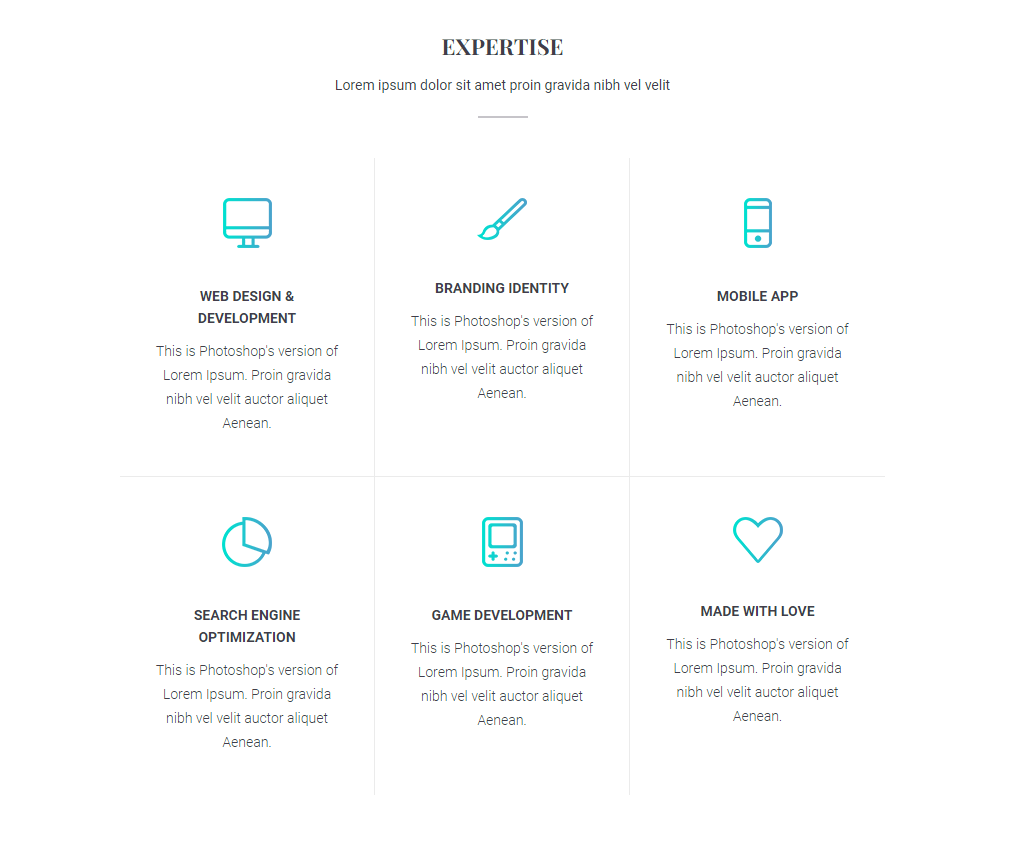 EXPERTISE
Lorem ipsum dolor sit amet proin gravida nibh vel velit
WEB DESIGN &
DEVELOPMENT
This is Photoshop's version of
Lorem Ipsum. Proin gravida
nibh vel velit auctor aliquet
Aenean.
BRANDING IDENTITY
This is Photoshop's version of
Lorem Ipsum. Proin gravida
nibh vel velit auctor aliquet
Aenean.
MOBILE APP
This is Photoshop's version of
Lorem Ipsum. Proin gravida
nibh vel velit auctor aliquet
Aenean.
SEARCH ENGINE
OPTIMIZATION
This is Photoshop's version of
Lorem Ipsum. Proin gravida
nibh vel velit auctor aliquet
Aenean.
GAME DEVELOPMENT
This is Photoshop's version of
Lorem Ipsum. Proin gravida
nibh vel velit auctor aliquet
Aenean.
MADE WITH LOVE
This is Photoshop's version of
Lorem Ipsum. Proin gravida
nibh vel velit auctor aliquet
Aenean.